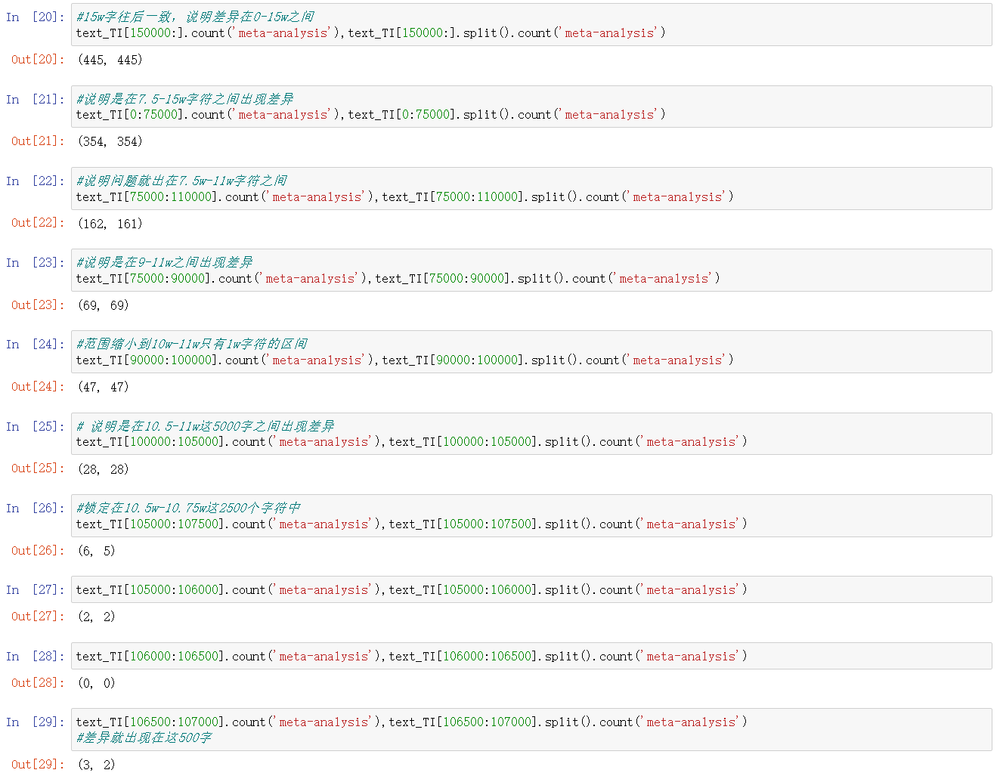 In [20]: #15w字往后一致，说明差异在0-15w之间
text_TI[150000:].count('meta-analysis'),text_TI[150000:].split().count('meta-analysis')
Out[20]: (445, 445)
In [21]: #说明是在7.5-15w字符之间出现差异
text_TI[0:75000].count('meta-analysis'),text_TI[0:75000].split().count('meta-analysis')
Out[21]: (354, 354)
In [22]: #说明问题就出在7.5w-11w字符之间
text_TI[75000:110000].count('meta-analysis'),text_TI[75000:110000].split().count('meta-analysis')
Out[22]: (162, 161)
In [23]: #说明是在9-11w之间出现差异
text_TI[75000:90000].count('meta-analysis'),text_TI[75000:90000].split().count('meta-analysis')
Out[23]: (69, 69)
In [24]: #范围缩小到10w-11w只有1w字符的区间
text_TI[90000:100000].count('meta-analysis'),text_TI[90000:100000].split().count('meta-analysis')
Out[24]: (47, 47)
In [25]: # 说明是在10.5-11w这5000字之间出现差异
text_TI[100000:105000].count('meta-analysis'),text_TI[100000:105000].split().count('meta-analysis')
Out[25]: (28, 28)
In [26]: #锁定在10.5w-10.75w这2500个字符中
text_TI[105000:107500].count('meta-analysis'),text_TI[105000:107500].split().count('meta-analysis')
Out[26]: (6, 5)
In [27]: text_TI[105000:106000].count('meta-analysis'),text_TI[105000:106000].split().count('meta-analysis')
Out[27]: (2, 2)
In [28]: text_TI[106000:106500].count('meta-analysis'),text_TI[106000:106500].split().count('meta-analysis')
Out[28]: (0, 0)
In [29]: text_TI[106500:107000].count('meta-analysis'),text_TI[106500:107000].split().count('meta-analysis')
#差异就出现在这500字
Out[29]: (3, 2)